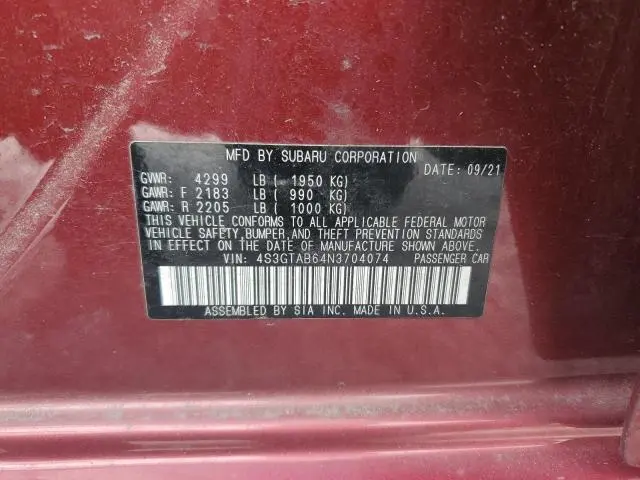 MFD BY SUBARU CORPORATION
DATE: 09/21
GVWR: 4299 LB ( 1950 KG)
GAWR: F 2183 LB ( 990 KG)
GAWR: R 2205 LB ( 1000 KG)
THIS VEHICLE CONFORMS TO ALL APPLICABLE FEDERAL MOTOR
VEHICLE SAFETY, BUMPER, AND THEFT PREVENTION STANDARDS
IN EFFECT ON THE DATE OF MANUFACTURE SHOWN ABOVE.
VIN: 4S3GTAB64N3704074 PASSENGER CAR
ASSEMBLED BY SIA INC. MADE IN U.S.A.